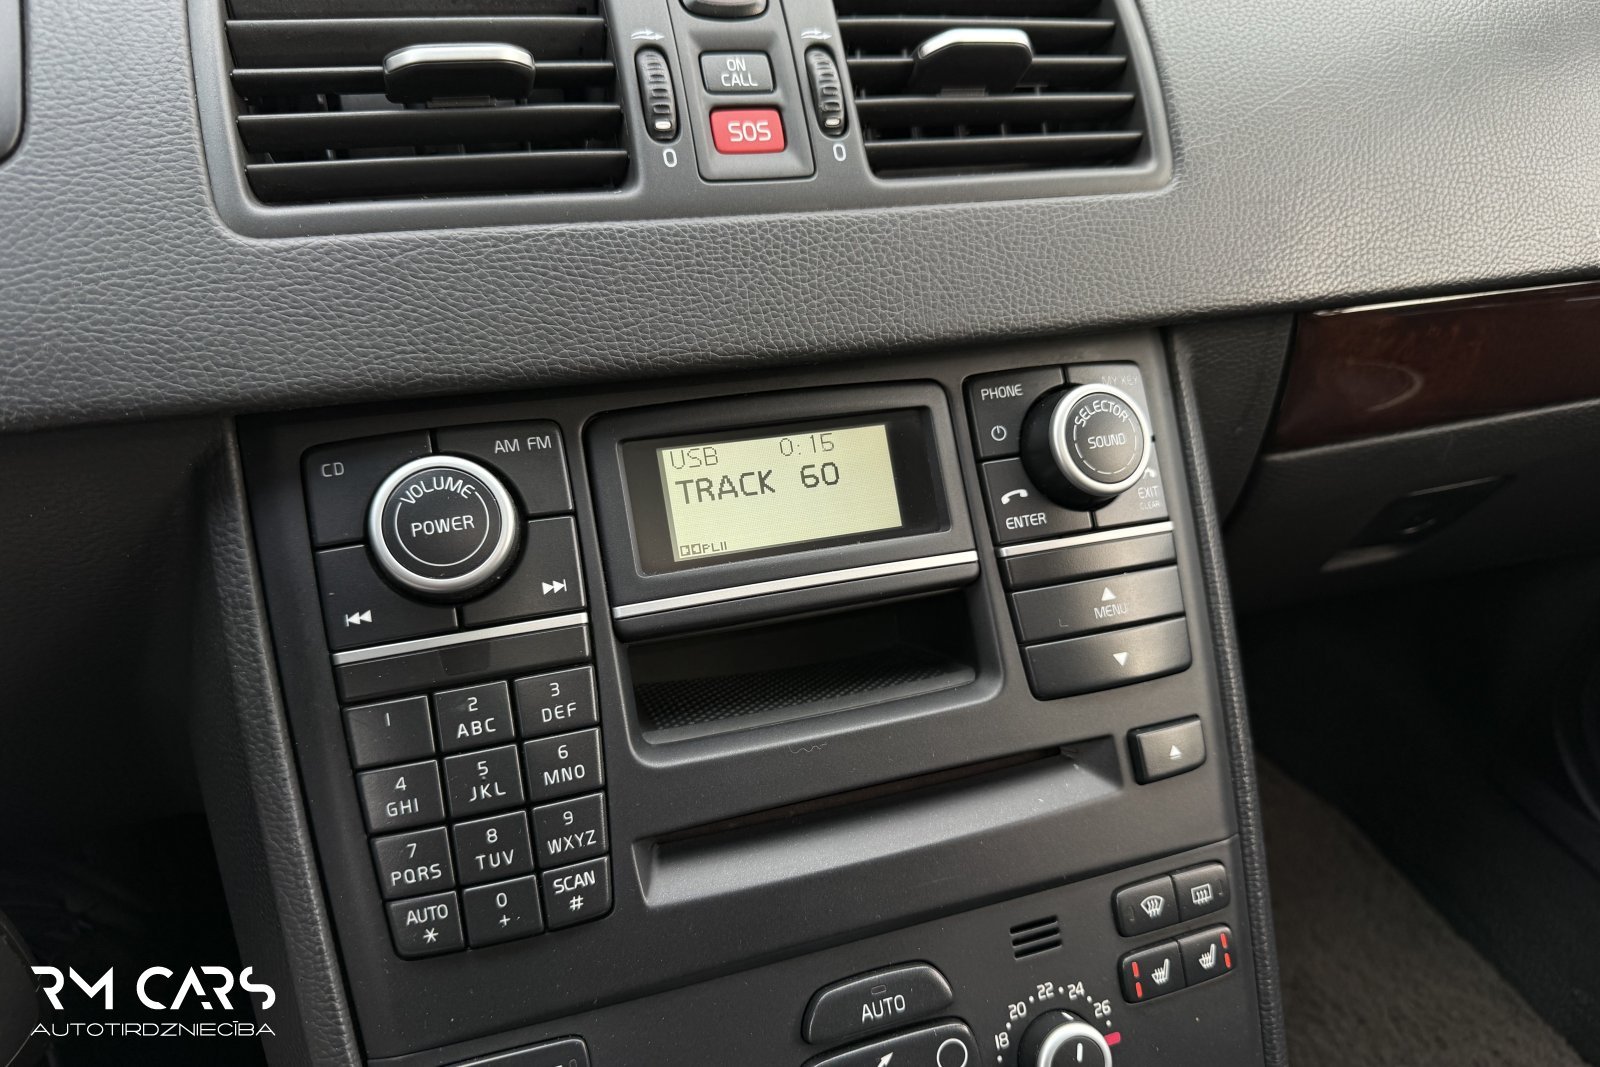 ON
CALL
SOS
0
0
PHONE
MY KEY
SELECTOR
SOUND
ENTER
EXIT
CLEAR
CD
AM FM
VOLUME
POWER
USB 0:15
TRACK 60
PLII
MENU
1
2
ABC
3
DEF
4
GHI
5
JKL
6
MNO
7
PQRS
8
TUV
9
WXYZ
AUTO
*
0
+
SCAN
#
AUTO
18 20 22 24 26
RM CARS
AUTOTIRDZNIECĪBA